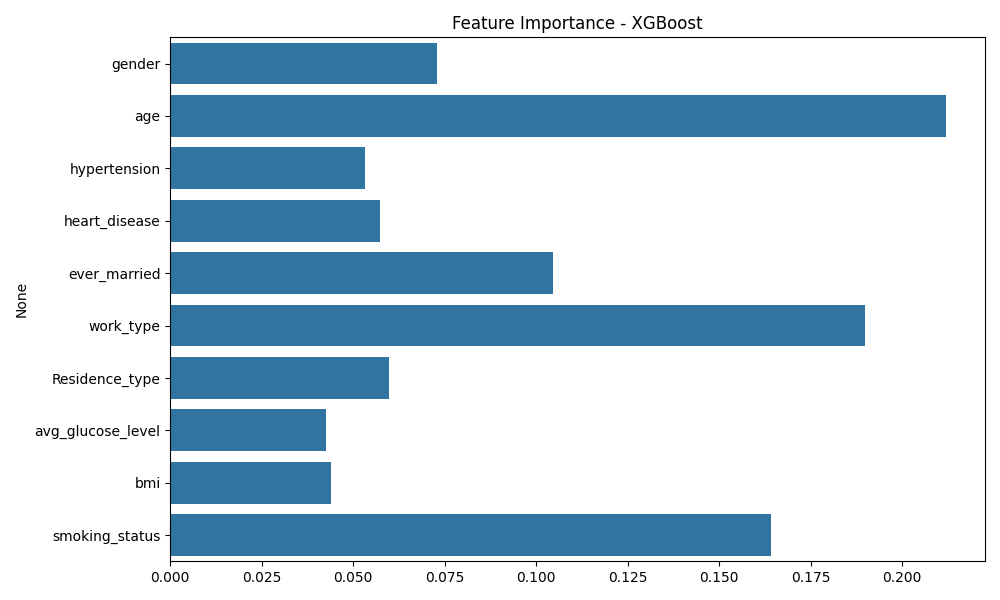 Feature Importance - XGBoost
None
gender
age
hypertension
heart_disease
ever_married
work_type
Residence_type
avg_glucose_level
bmi
smoking_status
0.000 0.025 0.050 0.075 0.100 0.125 0.150 0.175 0.200